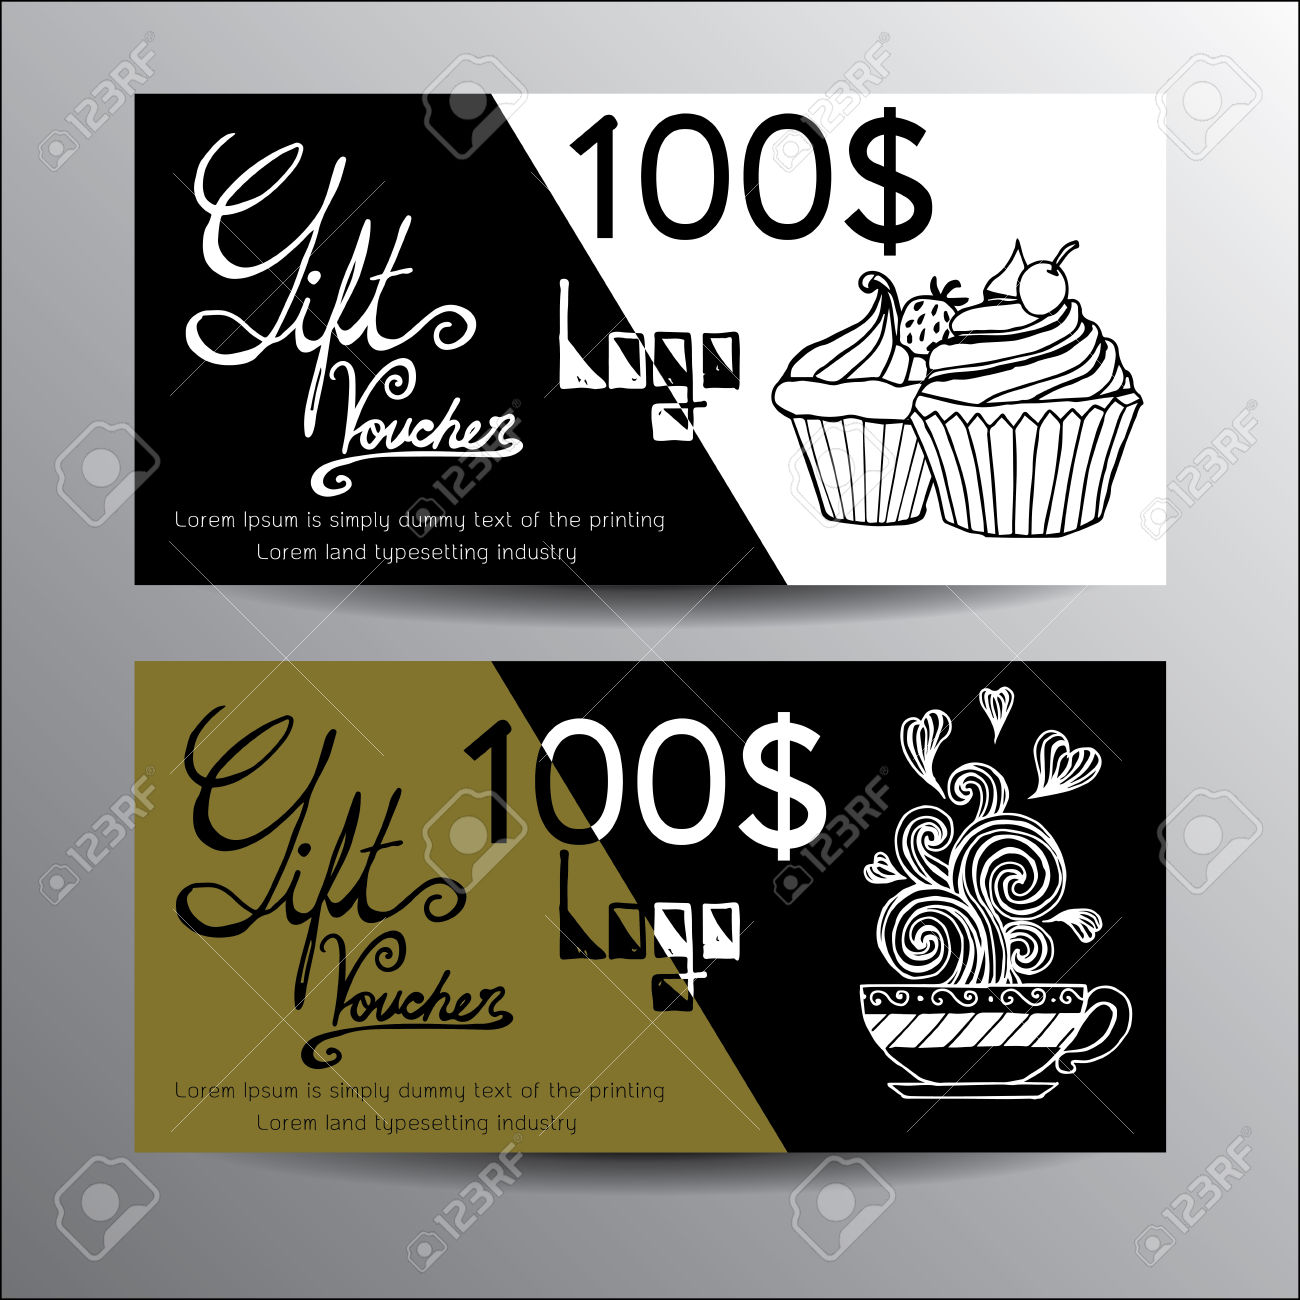 100$
Gift
Logo
Voucher
Lorem Ipsum is simply dummy text of the printing
Lorem land typesetting industry
100$
Gift
Logo
Voucher
Lorem Ipsum is simply dummy text of the printing
Lorem land typesetting industry
123RF